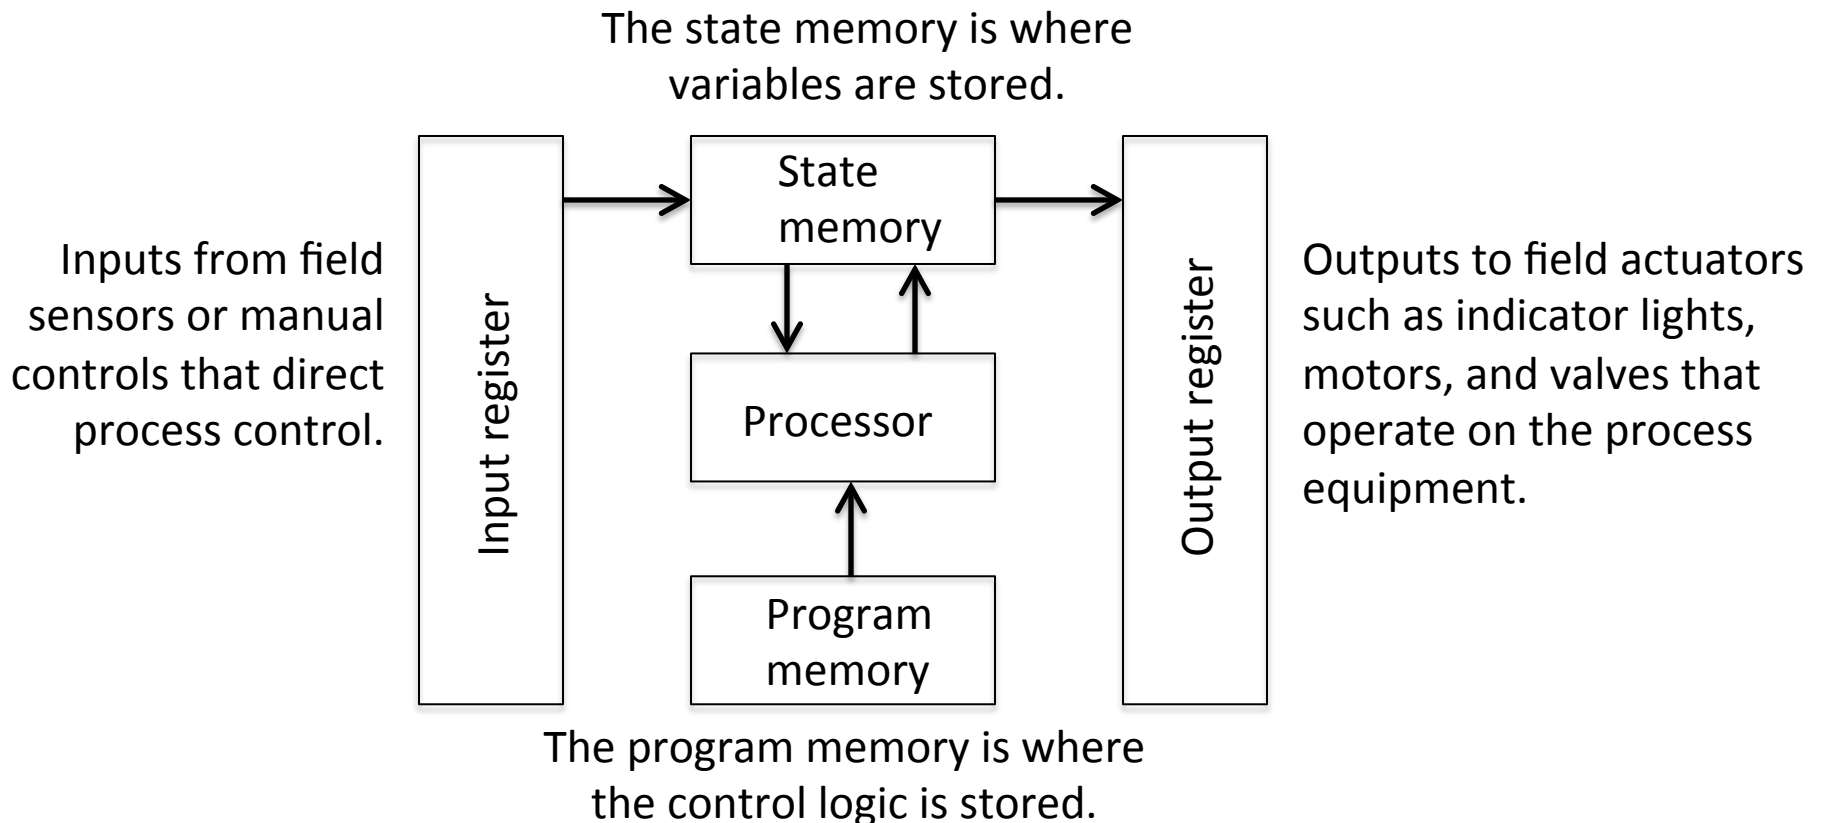 The state memory is where
variables are stored.
Inputs from field
sensors or manual
controls that direct
process control.
Input register
State
memory
Processor
Program
memory
Output register
Outputs to field actuators
such as indicator lights,
motors, and valves that
operate on the process
equipment.
The program memory is where
the control logic is stored.